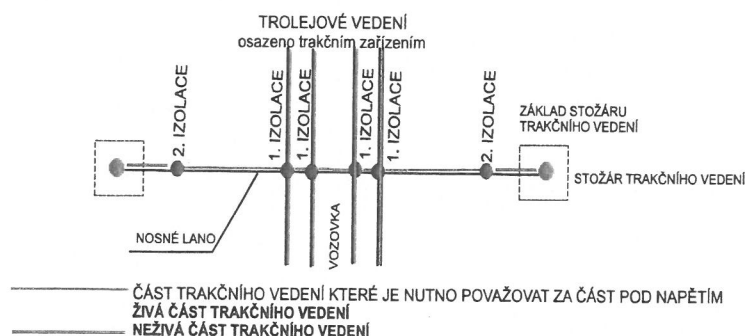 TROLEJOVÉ VEDENÍ
osazeno trakčním zařízením
2. IZOLACE
1. IZOLACE
1. IZOLACE
1. IZOLACE
1. IZOLACE
2. IZOLACE
ZÁKLAD STOŽÁRU
TRAKČNÍHO VEDENÍ
STOŽÁR TRAKČNÍHO VEDENÍ
NOSNÉ LANO
VOZOVKA
ČÁST TRAKČNÍHO VEDENÍ KTERÉ JE NUTNO POVAŽOVAT ZA ČÁST POD NAPĚTÍM
ŽIVÁ ČÁST TRAKČNÍHO VEDENÍ
NEŽIVÁ ČÁST TRAKČNÍHO VEDENÍ